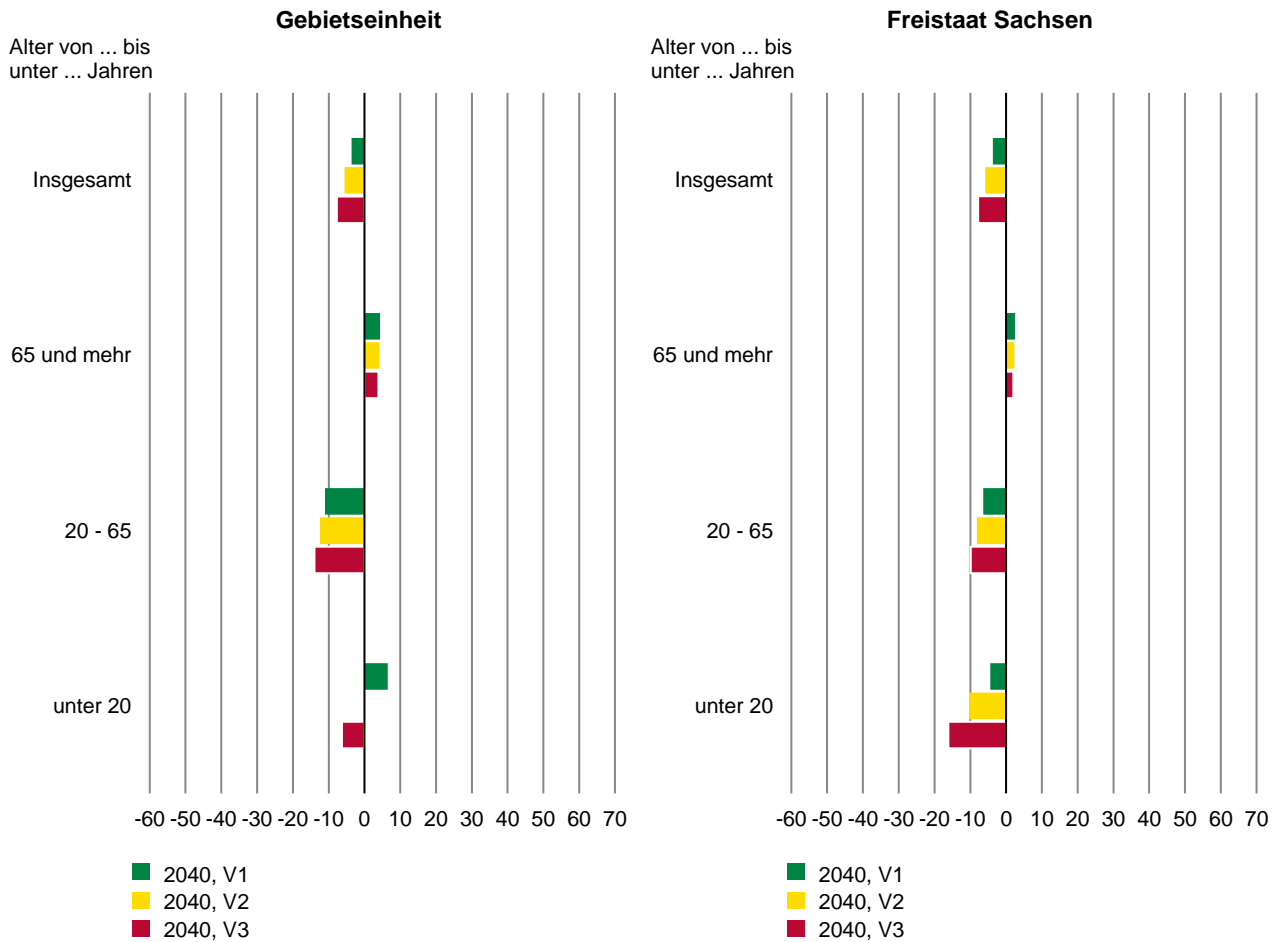 Gebietseinheit
Alter von ... bis
unter ... Jahren
Insgesamt
65 und mehr
20 - 65
unter 20
-60 -50 -40 -30 -20 -10 0 10 20 30 40 50 60 70
2040, V1
2040, V2
2040, V3
Freistaat Sachsen
Alter von ... bis
unter ... Jahren
Insgesamt
65 und mehr
20 - 65
unter 20
-60 -50 -40 -30 -20 -10 0 10 20 30 40 50 60 70
2040, V1
2040, V2
2040, V3